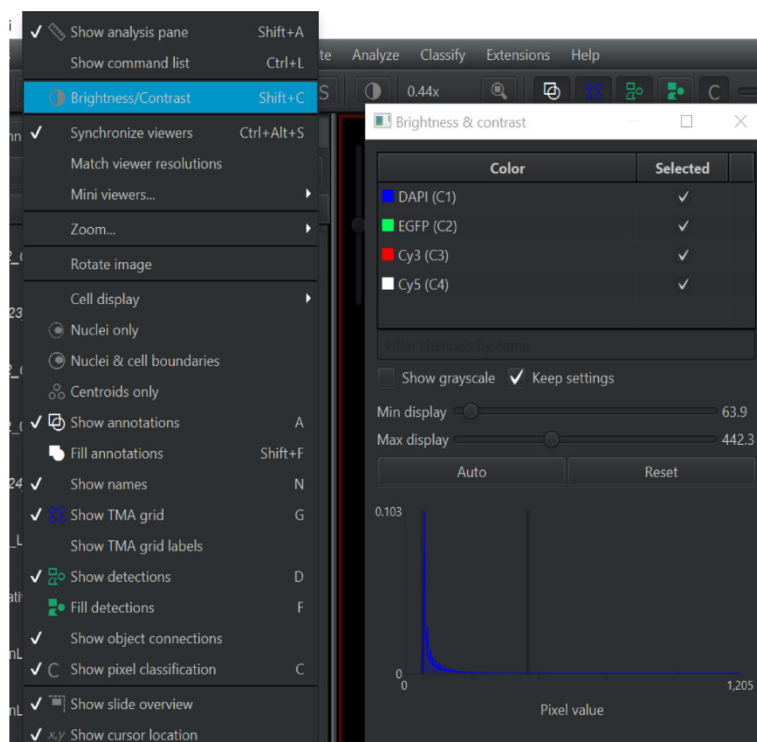 i
Show analysis pane Shift+A
Show command list Ctrl+L
Brightness/Contrast Shift+C
Synchronize viewers Ctrl+Alt+S
Match viewer resolutions
Mini viewers...
Zoom...
Rotate image
Cell display
Nuclei only
Nuclei & cell boundaries
Centroids only
Show annotations A
Fill annotations Shift+F
Show names N
Show TMA grid G
Show TMA grid labels
Show detections D
Fill detections F
Show object connections
C Show pixel classification C
Show slide overview
x,y Show cursor location
te Analyze Classify Extensions Help
S 0.44x C
Brightness & contrast
Color Selected
DAPI (C1)
EGFP (C2)
Cy3 (C3)
Cy5 (C4)
Filter channels by name
Show grayscale Keep settings
Min display 63.9
Max display 442.3
Auto Reset
0.103
0
0 1,205
Pixel value